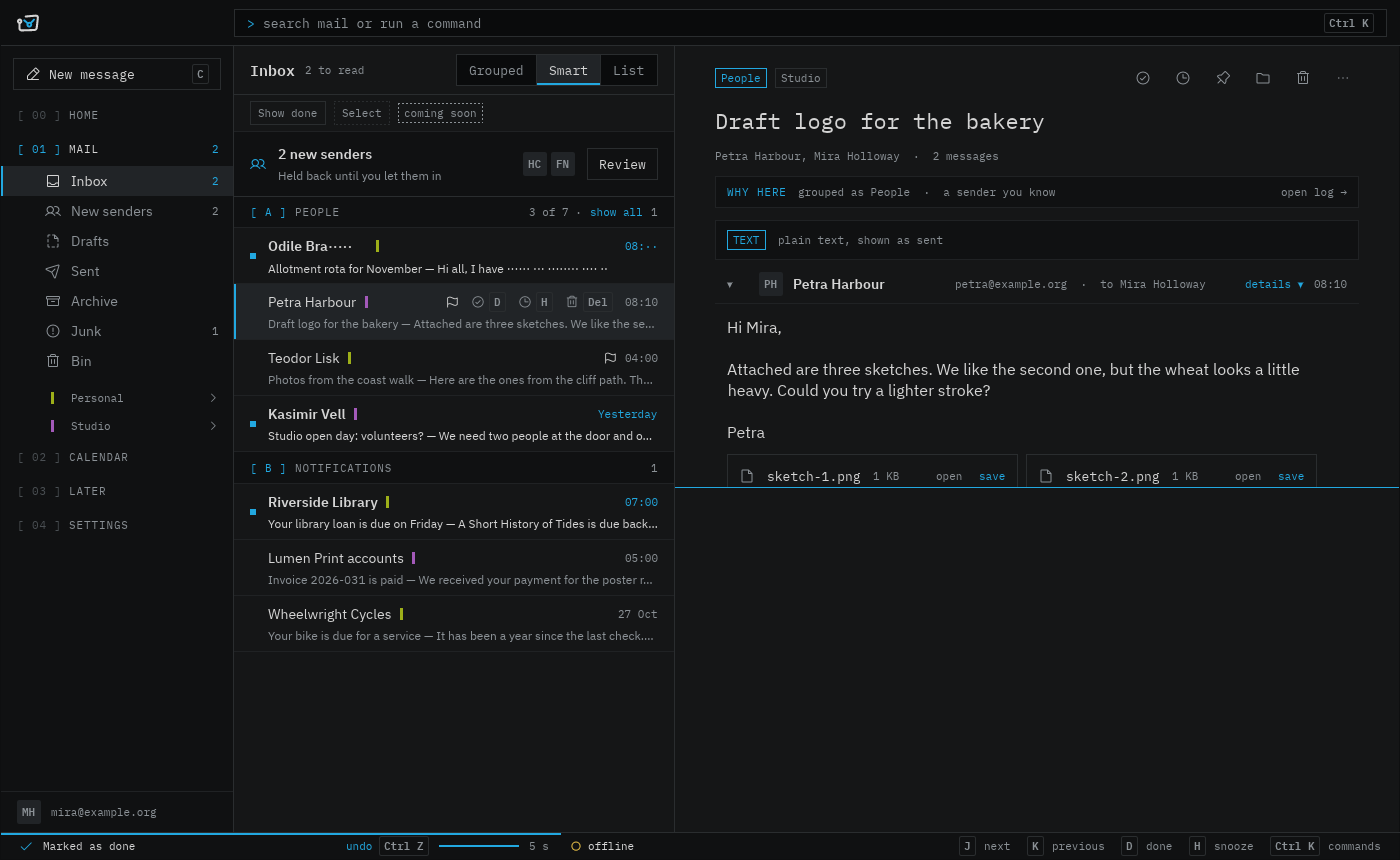 > search mail or run a command Ctrl K
New message C
[ 00 ] HOME
[ 01 ] MAIL 2
Inbox 2
New senders 2
Drafts
Sent
Archive
Junk 1
Bin
Personal
Studio
[ 02 ] CALENDAR
[ 03 ] LATER
[ 04 ] SETTINGS
MH mira@example.org
Inbox 2 to read Grouped Smart List
Show done Select coming soon
2 new senders
Held back until you let them in
HC FN Review
[ A ] PEOPLE 3 of 7 · show all 1
Odile Bra····· 08:··
Allotment rota for November — Hi all, I have ······ ··· ········ ···· ··
Petra Harbour D H Del 08:10
Draft logo for the bakery — Attached are three sketches. We like the se…
Teodor Lisk 04:00
Photos from the coast walk — Here are the ones from the cliff path. Th…
Kasimir Vell Yesterday
Studio open day: volunteers? — We need two people at the door and o…
[ B ] NOTIFICATIONS 1
Riverside Library 07:00
Your library loan is due on Friday — A Short History of Tides is due back…
Lumen Print accounts 05:00
Invoice 2026-031 is paid — We received your payment for the poster r…
Wheelwright Cycles 27 Oct
Your bike is due for a service — It has been a year since the last check.…
People Studio
Draft logo for the bakery
Petra Harbour, Mira Holloway · 2 messages
WHY HERE grouped as People · a sender you know open log →
TEXT plain text, shown as sent
▾ PH Petra Harbour petra@example.org · to Mira Holloway details ▾ 08:10
Hi Mira,
Attached are three sketches. We like the second one, but the wheat looks a little
heavy. Could you try a lighter stroke?
Petra
sketch-1.png 1 KB open save
sketch-2.png 1 KB open save
Marked as done undo Ctrl Z 5 s offline
J next K previous D done H snooze Ctrl K commands